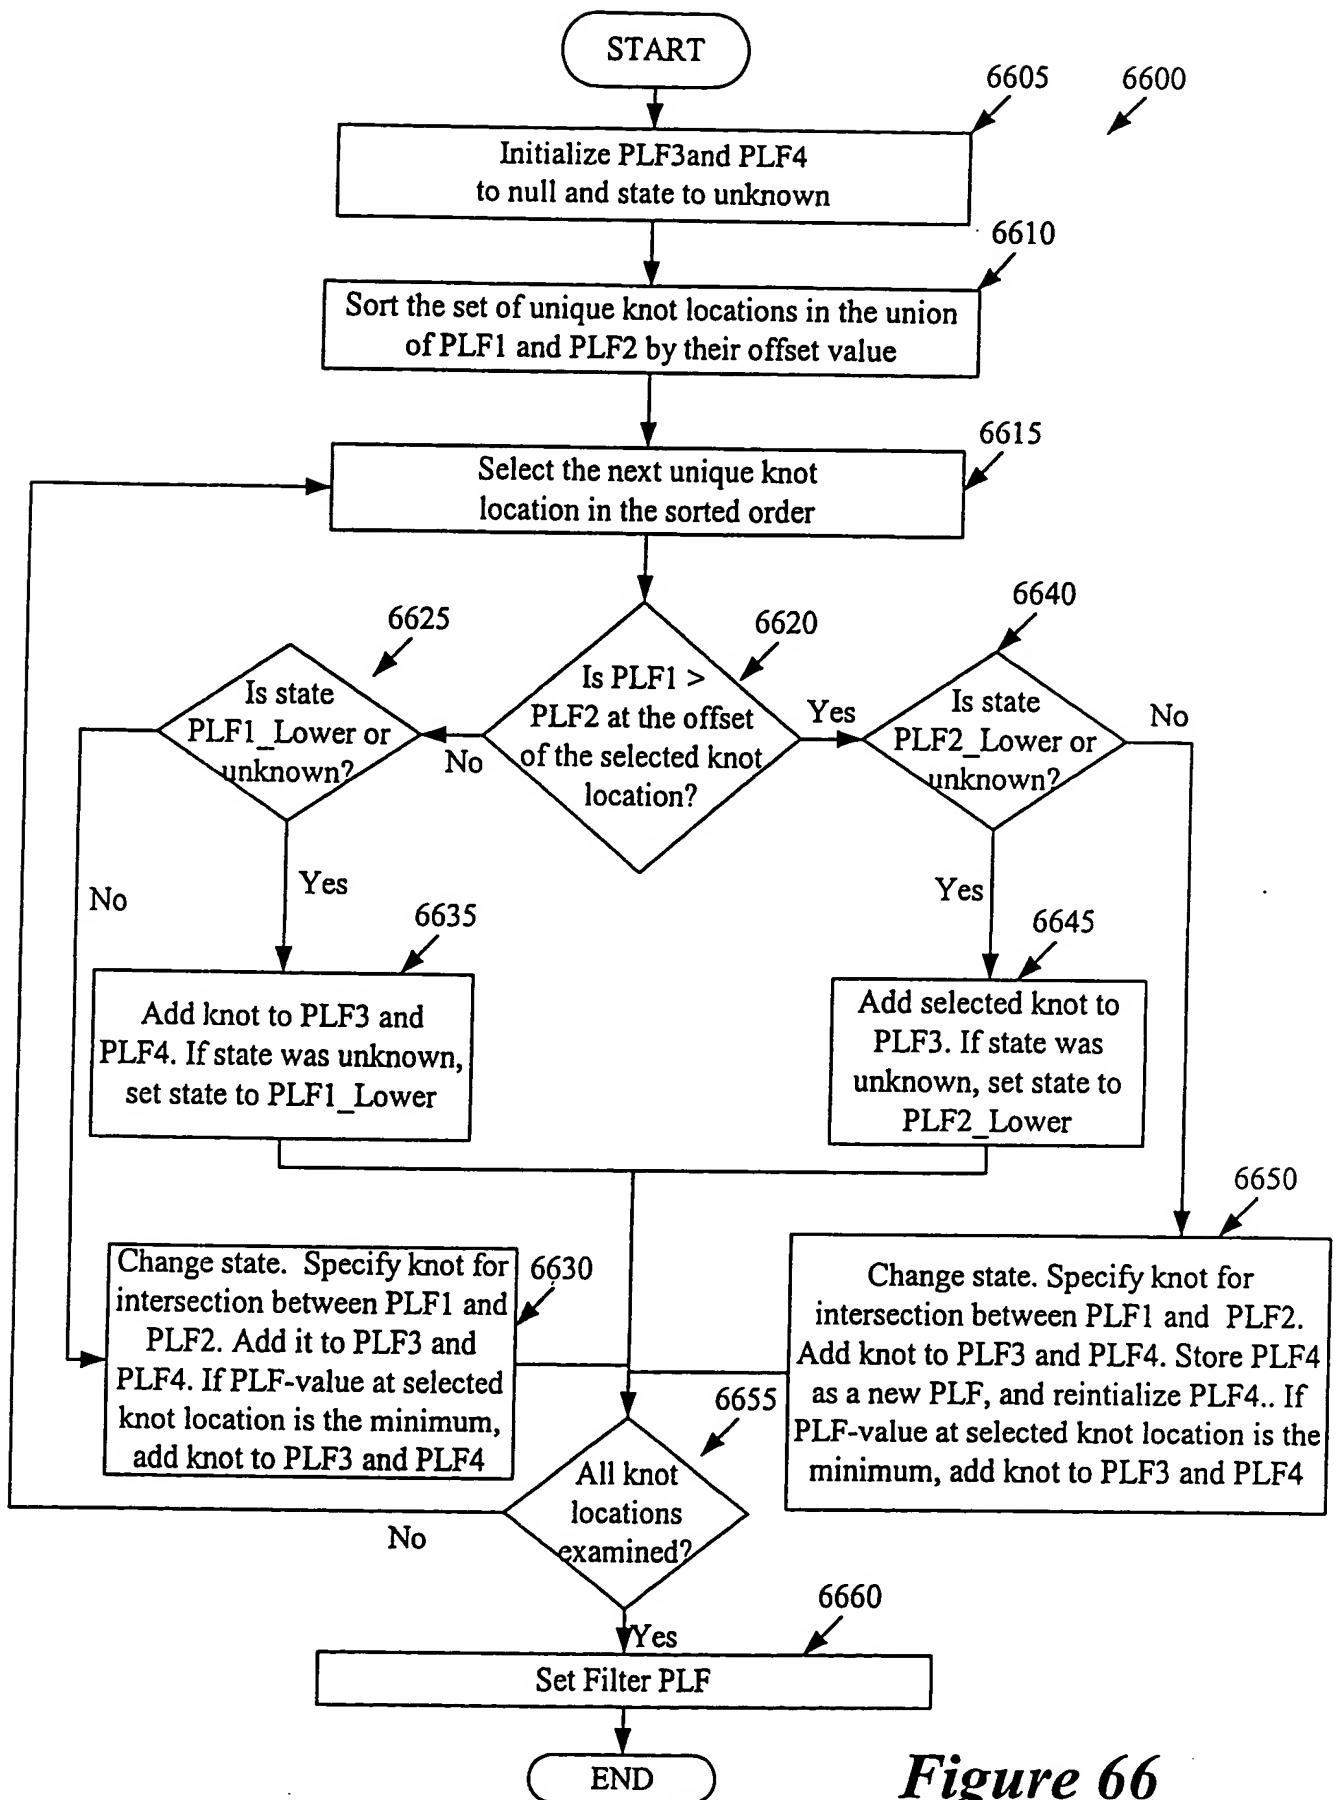 START
6605
6600
Initialize PLF3and PLF4
to null and state to unknown
6610
Sort the set of unique knot locations in the union
of PLF1 and PLF2 by their offset value
6615
Select the next unique knot
location in the sorted order
6625
Is state
PLF1_Lower or
unknown?
6620
Is PLF1 >
PLF2 at the offset
of the selected knot
location?
No
Yes
6640
Is state
PLF2_Lower or
unknown?
No
No
Yes
Yes
6635
Add knot to PLF3 and
PLF4. If state was unknown,
set state to PLF1_Lower
6645
Add selected knot to
PLF3. If state was
unknown, set state to
PLF2_Lower
6630
Change state. Specify knot for
intersection between PLF1 and
PLF2. Add it to PLF3 and
PLF4. If PLF-value at selected
knot location is the minimum,
add knot to PLF3 and PLF4
6650
Change state. Specify knot for
intersection between PLF1 and PLF2.
Add knot to PLF3 and PLF4. Store PLF4
as a new PLF, and reintialize PLF4.. If
PLF-value at selected knot location is the
minimum, add knot to PLF3 and PLF4
6655
All knot
locations
examined?
No
Yes
6660
Set Filter PLF
END
Figure 66